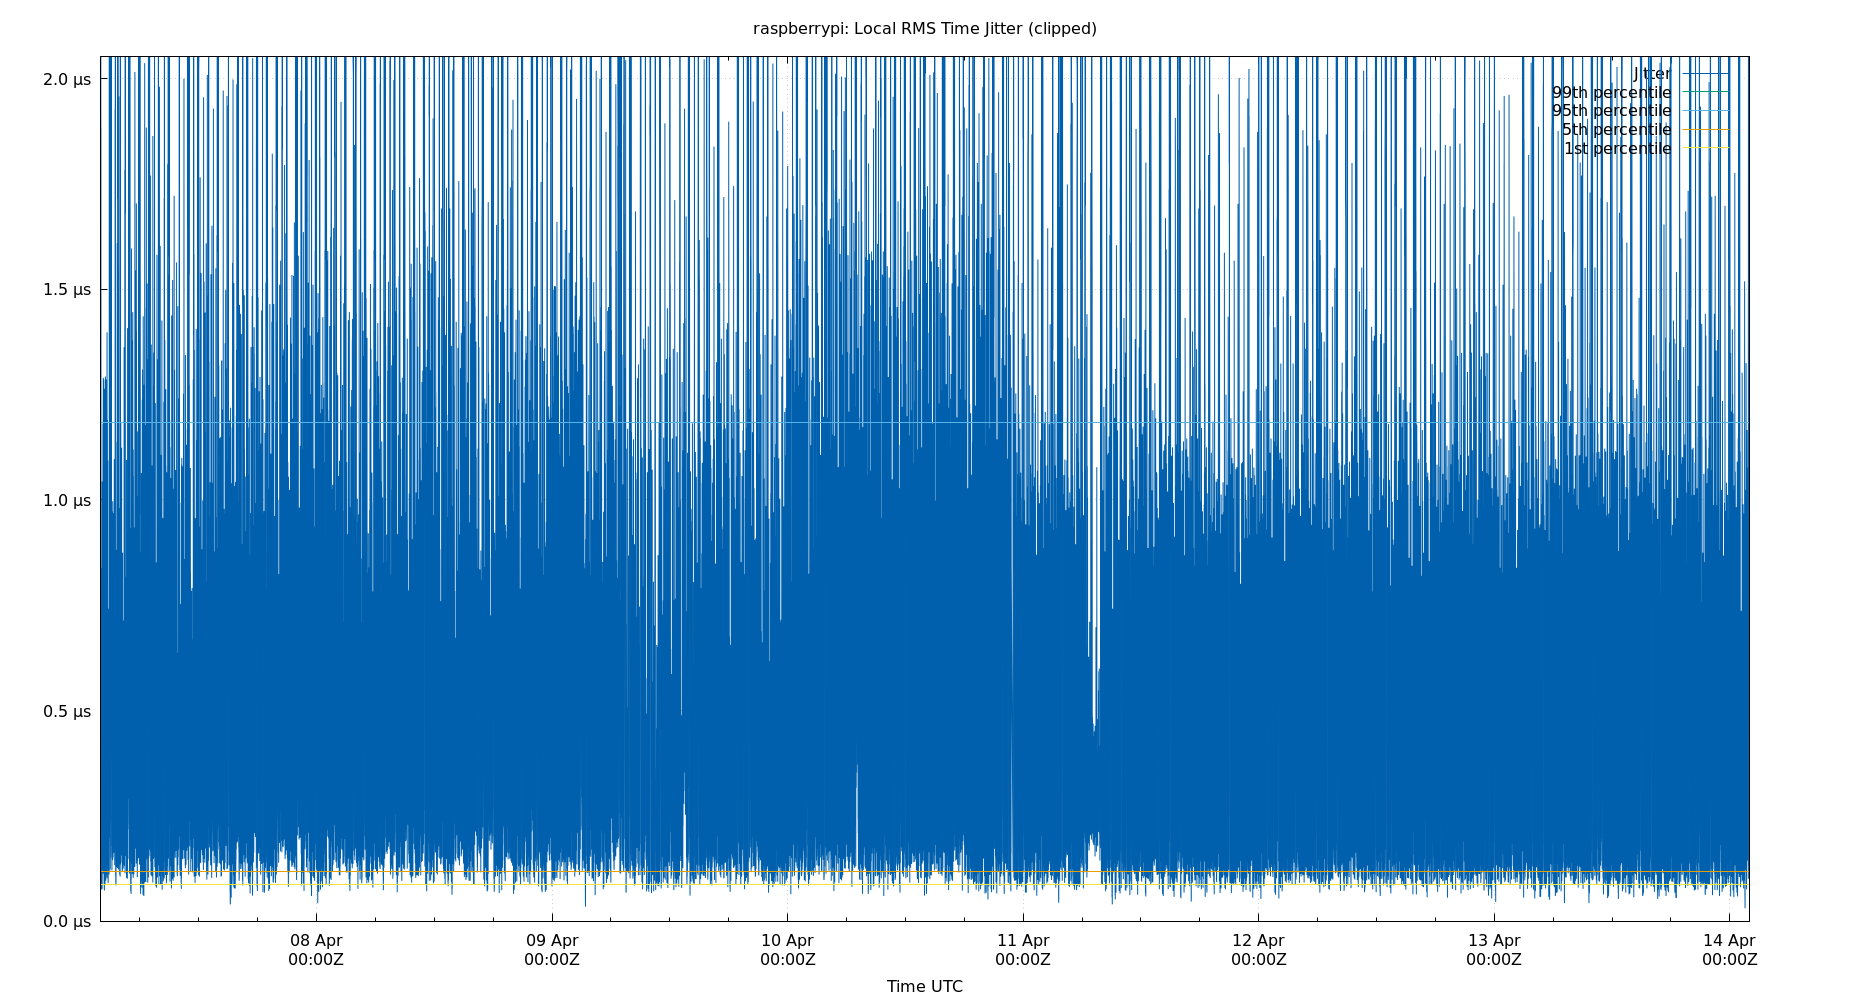 raspberrypi: Local RMS Time Jitter (clipped)
2.0 µs
1.5 µs
1.0 µs
0.5 µs
0.0 µs
Jitter
99th percentile
95th percentile
5th percentile
1st percentile
08 Apr
00:00Z
09 Apr
00:00Z
10 Apr
00:00Z
11 Apr
00:00Z
12 Apr
00:00Z
13 Apr
00:00Z
14 Apr
00:00Z
Time UTC